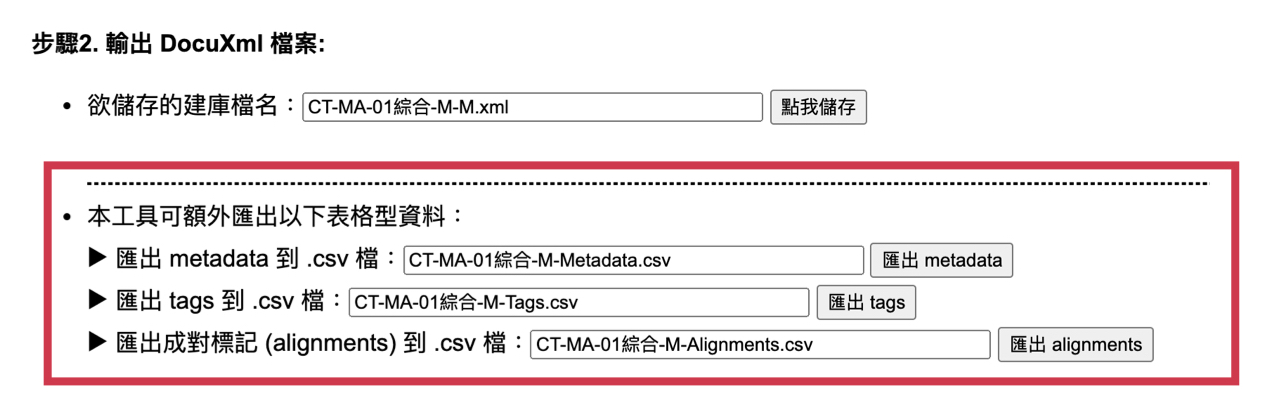 步驟2. 輸出 DocuXml 檔案:
• 欲儲存的建庫檔名：CT-MA-01綜合-M-M.xml 點我儲存
• 本工具可額外匯出以下表格型資料：
▶ 匯出 metadata 到 .csv 檔：CT-MA-01綜合-M-Metadata.csv 匯出 metadata
▶ 匯出 tags 到 .csv 檔：CT-MA-01綜合-M-Tags.csv 匯出 tags
▶ 匯出成對標記 (alignments) 到 .csv 檔：CT-MA-01綜合-M-Alignments.csv 匯出 alignments